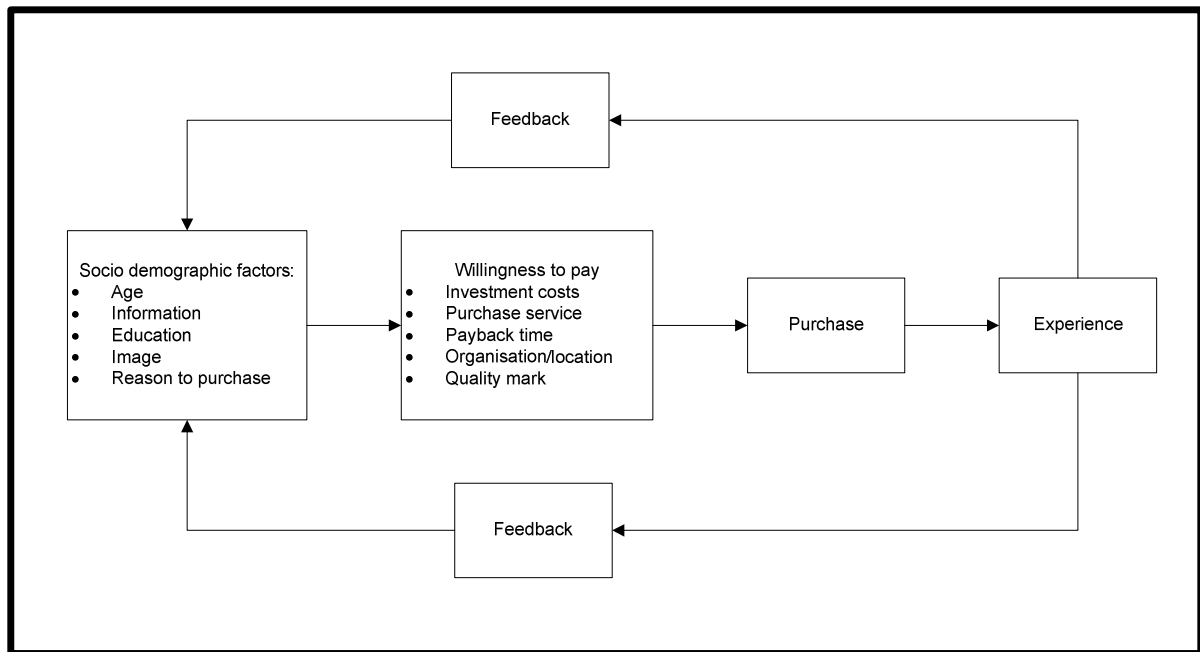 Feedback
Socio demographic factors:
• Age
• Information
• Education
• Image
• Reason to purchase
Willingness to pay
• Investment costs
• Purchase service
• Payback time
• Organisation/location
• Quality mark
Purchase
Experience
Feedback